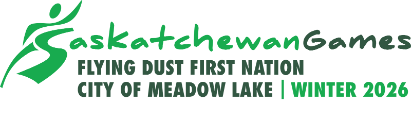 SaskatchewanGames
FLYING DUST FIRST NATION
CITY OF MEADOW LAKE | WINTER 2026